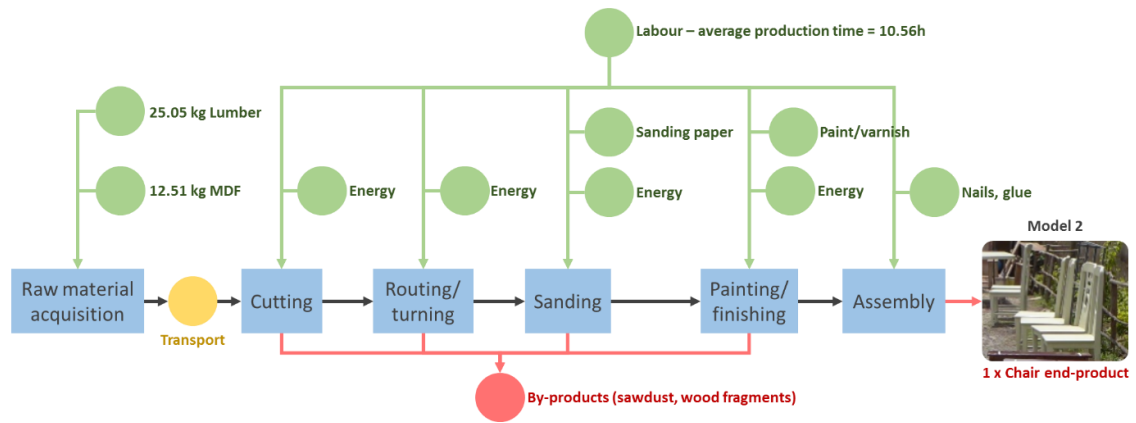 Labour – average production time = 10.56h
25.05 kg Lumber
Sanding paper
Paint/varnish
12.51 kg MDF
Energy
Energy
Energy
Energy
Nails, glue
Model 2
Raw material
acquisition
Transport
Cutting
Routing/
turning
Sanding
Painting/
finishing
Assembly
1 x Chair end-product
By-products (sawdust, wood fragments)